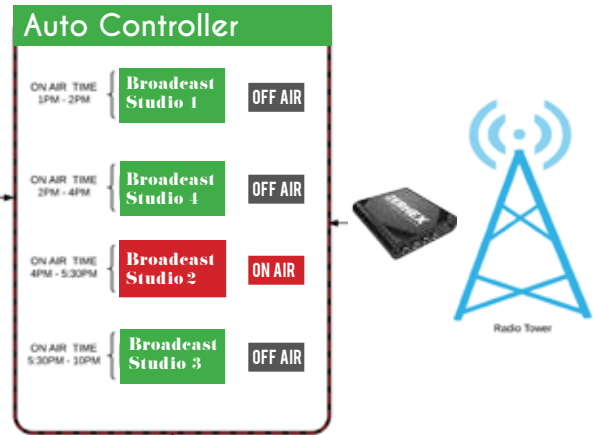 Auto Controller
ON AIR TIME
1PM - 2PM
Broadcast
Studio 1
OFF AIR
ON AIR TIME
2PM - 4PM
Broadcast
Studio 4
OFF AIR
ON AIR TIME
4PM - 5:30PM
Broadcast
Studio 2
ON AIR
ON AIR TIME
5:30PM - 10PM
Broadcast
Studio 3
OFF AIR
Radio Tower